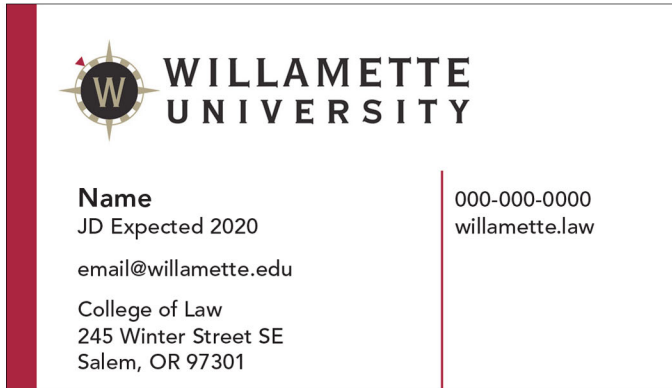 W
WILLAMETTE
UNIVERSITY
Name
JD Expected 2020
email@willamette.edu
College of Law
245 Winter Street SE
Salem, OR 97301
000-000-0000
willamette.law